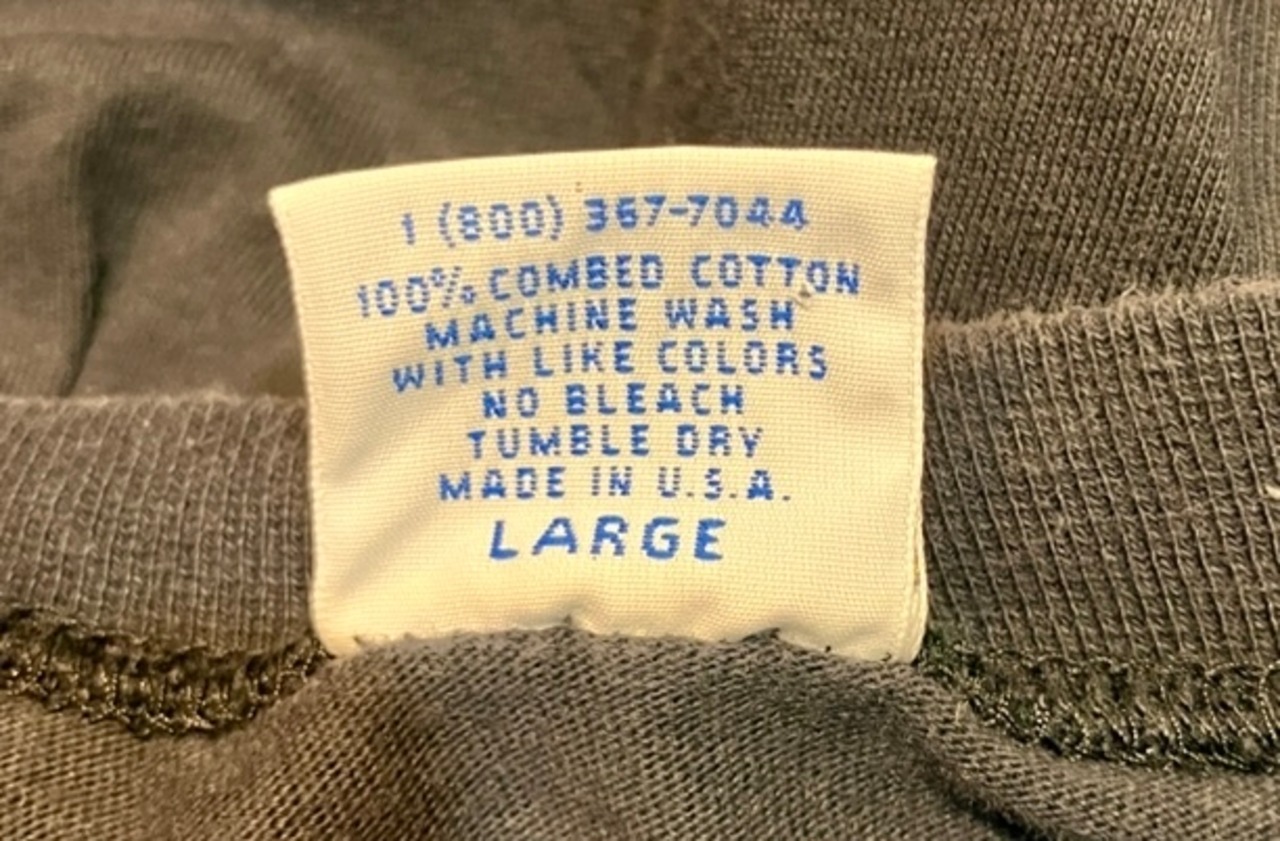 1 (800) 367-7044
100% COMBED COTTON
MACHINE WASH
WITH LIKE COLORS
NO BLEACH
TUMBLE DRY
MADE IN U.S.A.
LARGE